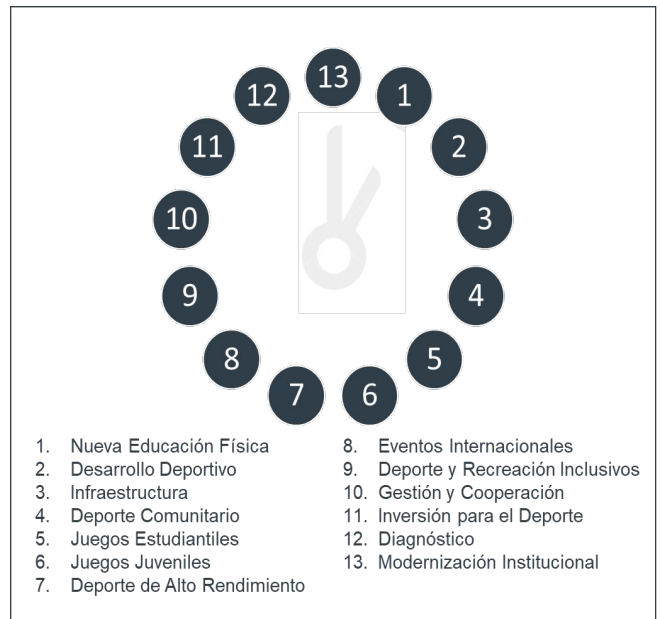 13
12
1
11
2
10
3
9
4
8
5
7
6
1. Nueva Educación Física
2. Desarrollo Deportivo
3. Infraestructura
4. Deporte Comunitario
5. Juegos Estudiantiles
6. Juegos Juveniles
7. Deporte de Alto Rendimiento
8. Eventos Internacionales
9. Deporte y Recreación Inclusivos
10. Gestión y Cooperación
11. Inversión para el Deporte
12. Diagnóstico
13. Modernización Institucional